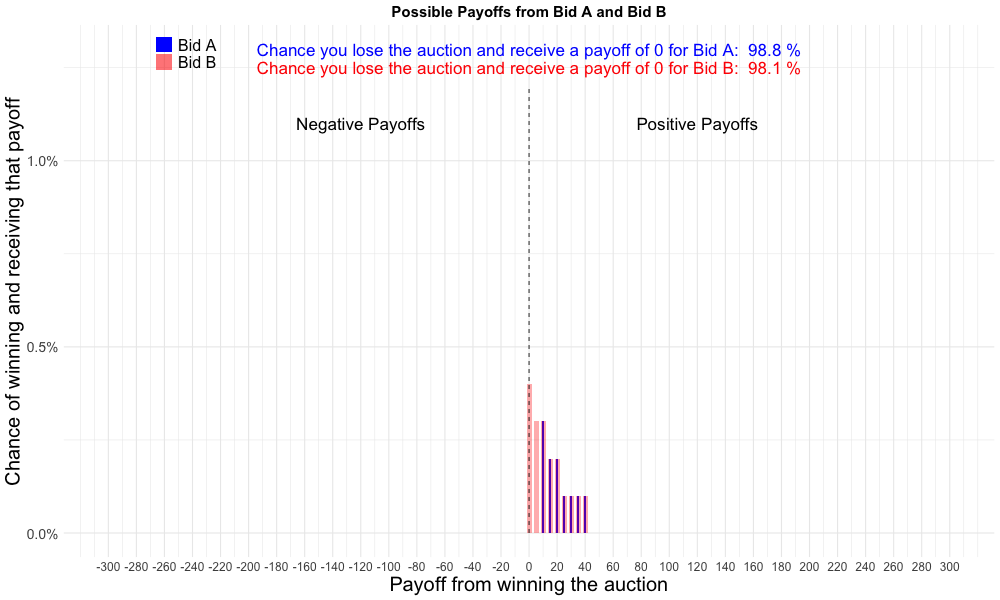 Possible Payoffs from Bid A and Bid B
Bid A
Bid B
Chance you lose the auction and receive a payoff of 0 for Bid A:  98.8 %
Chance you lose the auction and receive a payoff of 0 for Bid B:  98.1 %
Negative Payoffs
Positive Payoffs
Chance of winning and receiving that payoff
1.0%
0.5%
0.0%
-300 -280 -260 -240 -220 -200 -180 -160 -140 -120 -100 -80 -60 -40 -20 0 20 40 60 80 100 120 140 160 180 200 220 240 260 280 300
Payoff from winning the auction